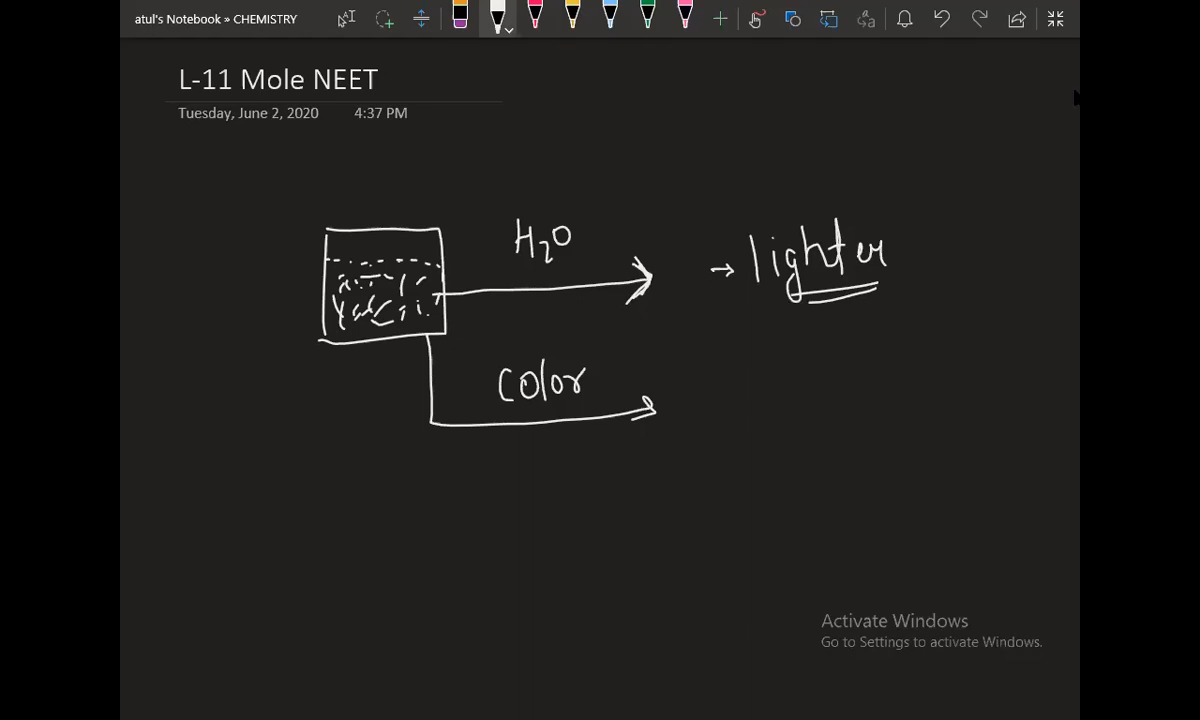 atul's Notebook » CHEMISTRY
L-11 Mole NEET
Tuesday, June 2, 2020 4:37 PM
H2O
→ lighter
color
Activate Windows
Go to Settings to activate Windows.